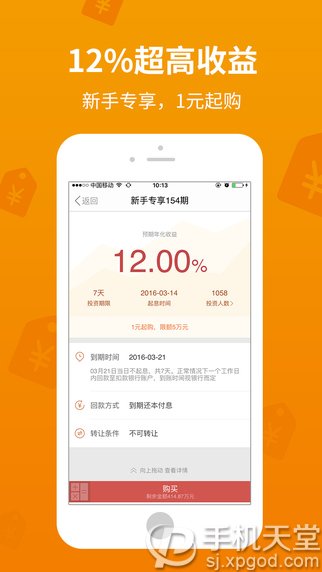 12%超高收益
新手专享，1元起购
中国移动
10:13
返回
新手专享154期
预期年化收益
12.00%
7天
2016-03-14
1058
投资期限
起息时间
投资人数
1元起购，限额5万元
到期时间 2016-03-21
03月21日当日不起息，共7天。正常情况下一个工作日
内回款至扣款银行账户，到账时间视银行而定
回款方式 到期还本付息
转让条件 不可转让
向上拖动 查看详情
购买
剩余金额414.87万元
手机天堂
sj.xpgod.com